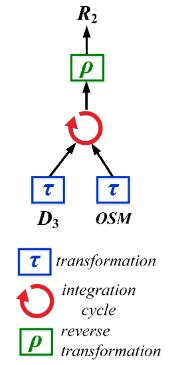 R₂
ρ
τ τ
D₃ OSM
τ transformation
integration
cycle
ρ reverse
transformation